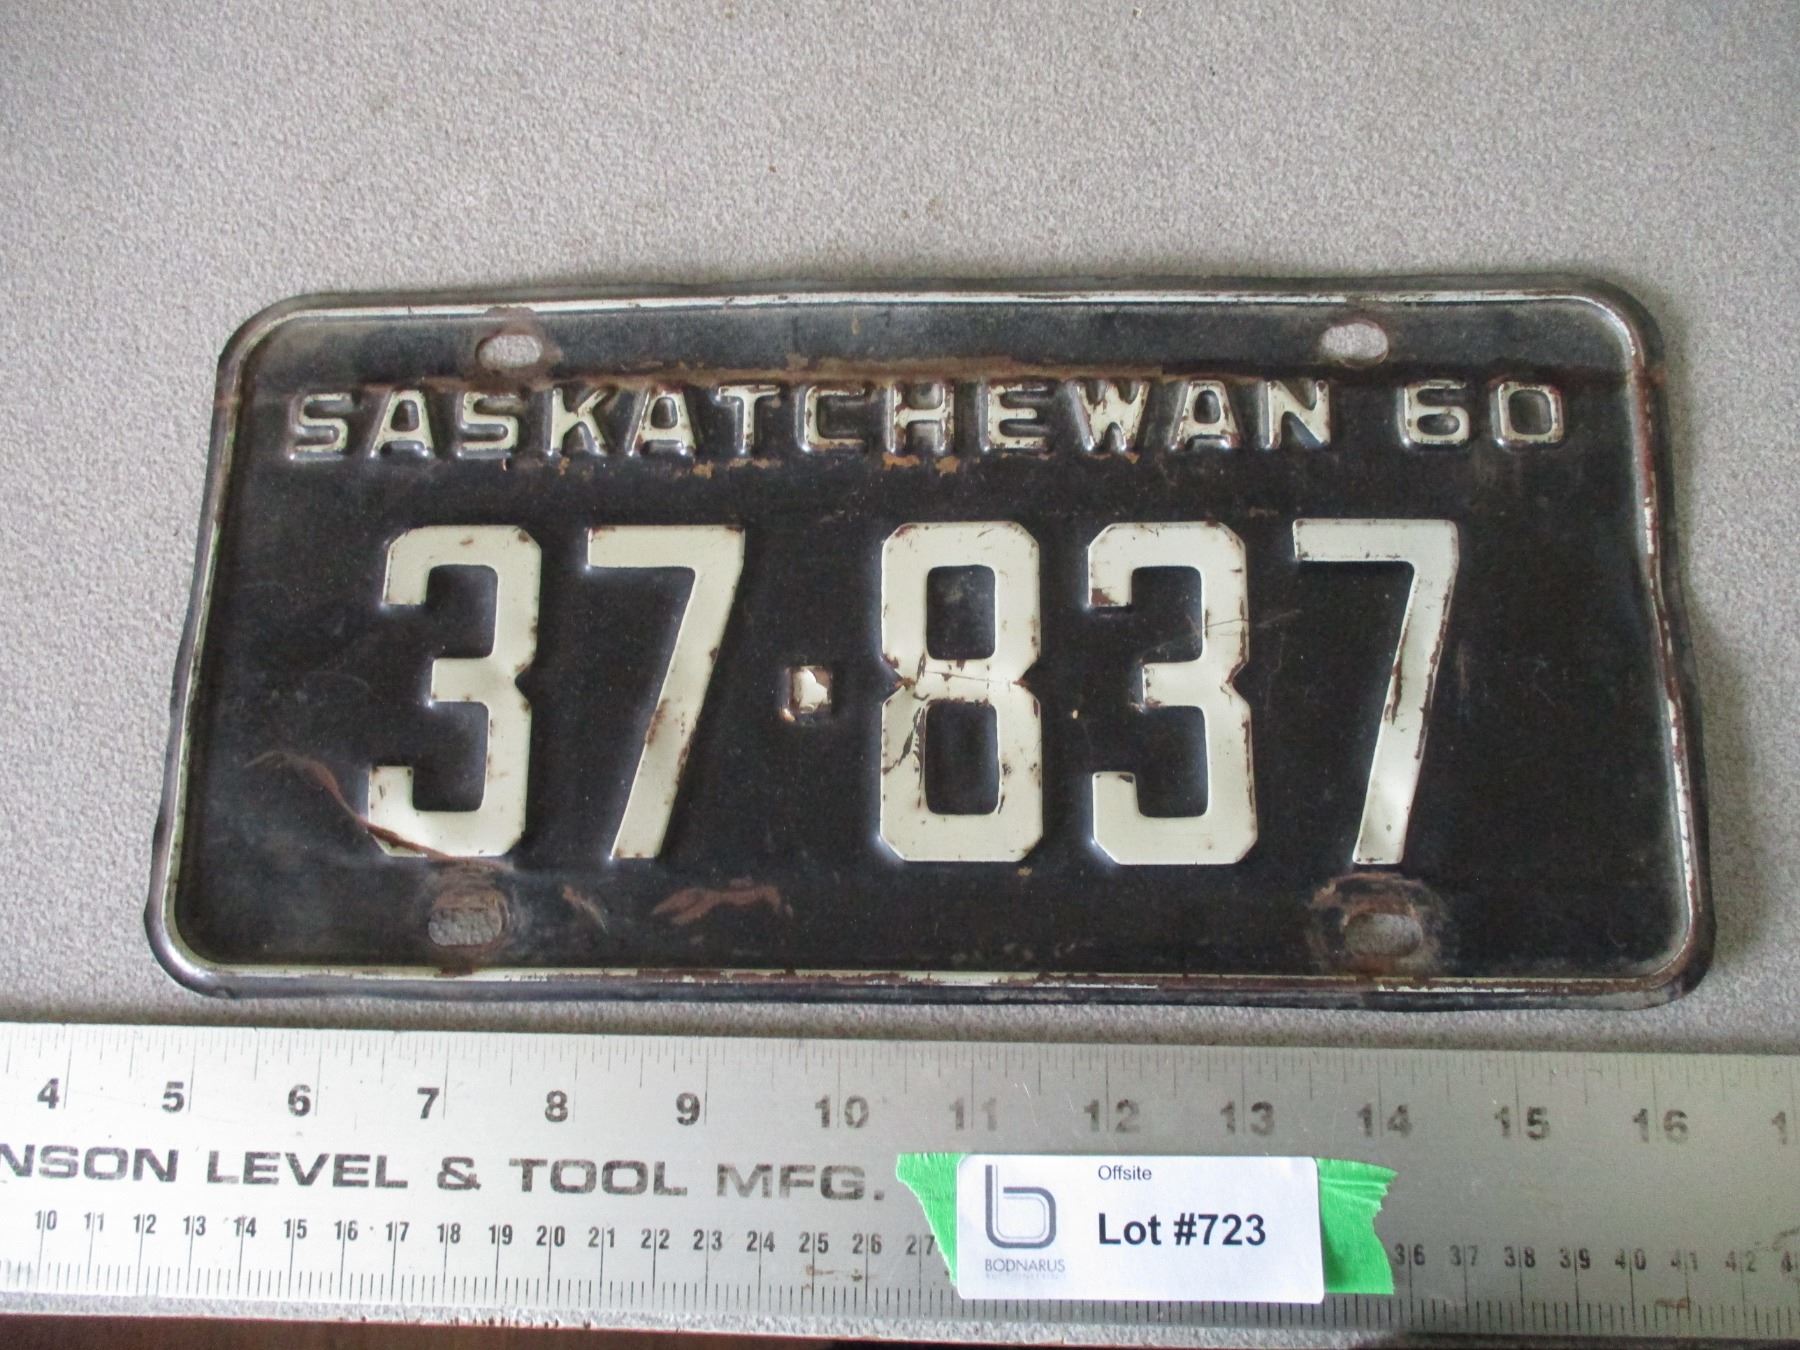 SASKATCHEWAN 60
37·837
4 5 6 7 8 9 10 11 12 13 14 15 16
NSON LEVEL & TOOL MFG.
10 11 12 13 14 15 16 17 18 19 20 21 22 23 24 25 26 27 36 37 38 39 40 41 42
Offsite
Lot #723
BODNARUS